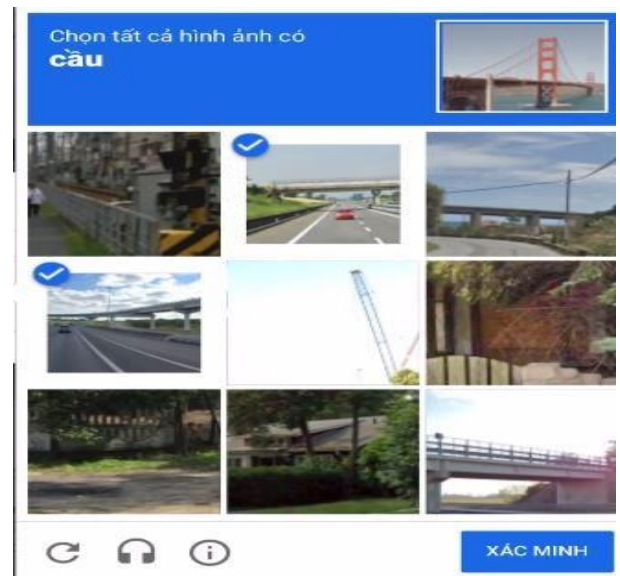 Chọn tất cả hình ảnh có
cầu
XÁC MINH